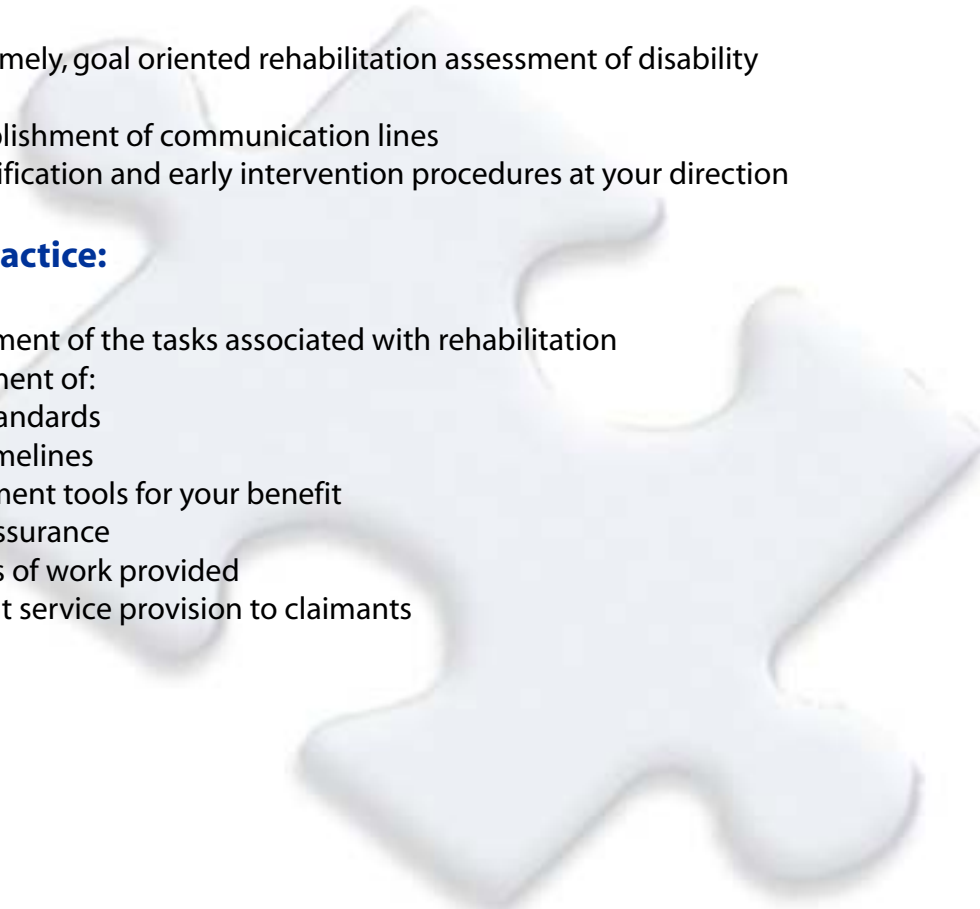 mely, goal oriented rehabilitation assessment of disability
lishment of communication lines
ification and early intervention procedures at your direction
actice:
ment of the tasks associated with rehabilitation
ment of:
andards
melines
ment tools for your benefit
ssurance
s of work provided
t service provision to claimants